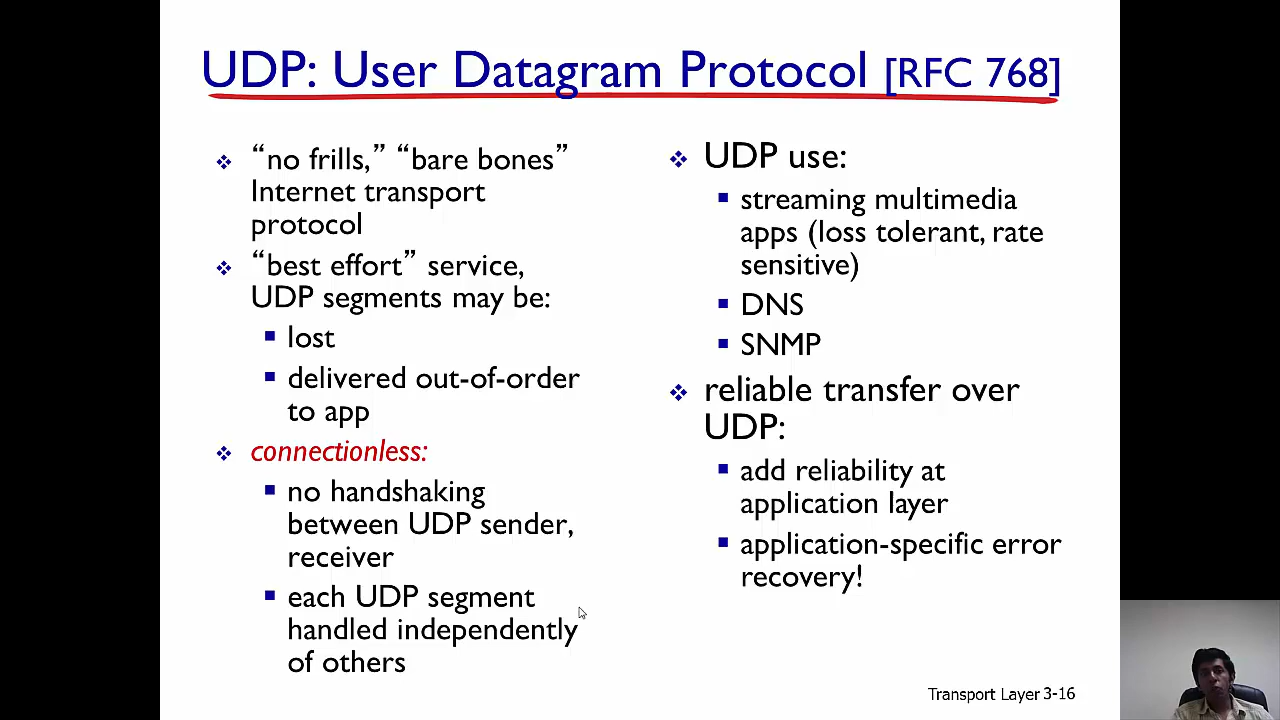 UDP: User Datagram Protocol [RFC 768]
“no frills,” “bare bones”
Internet transport
protocol
“best effort” service,
UDP segments may be:
lost
delivered out-of-order
to app
connectionless:
no handshaking
between UDP sender,
receiver
each UDP segment
handled independently
of others
UDP use:
streaming multimedia
apps (loss tolerant, rate
sensitive)
DNS
SNMP
reliable transfer over
UDP:
add reliability at
application layer
application-specific error
recovery!
Transport Layer 3-16